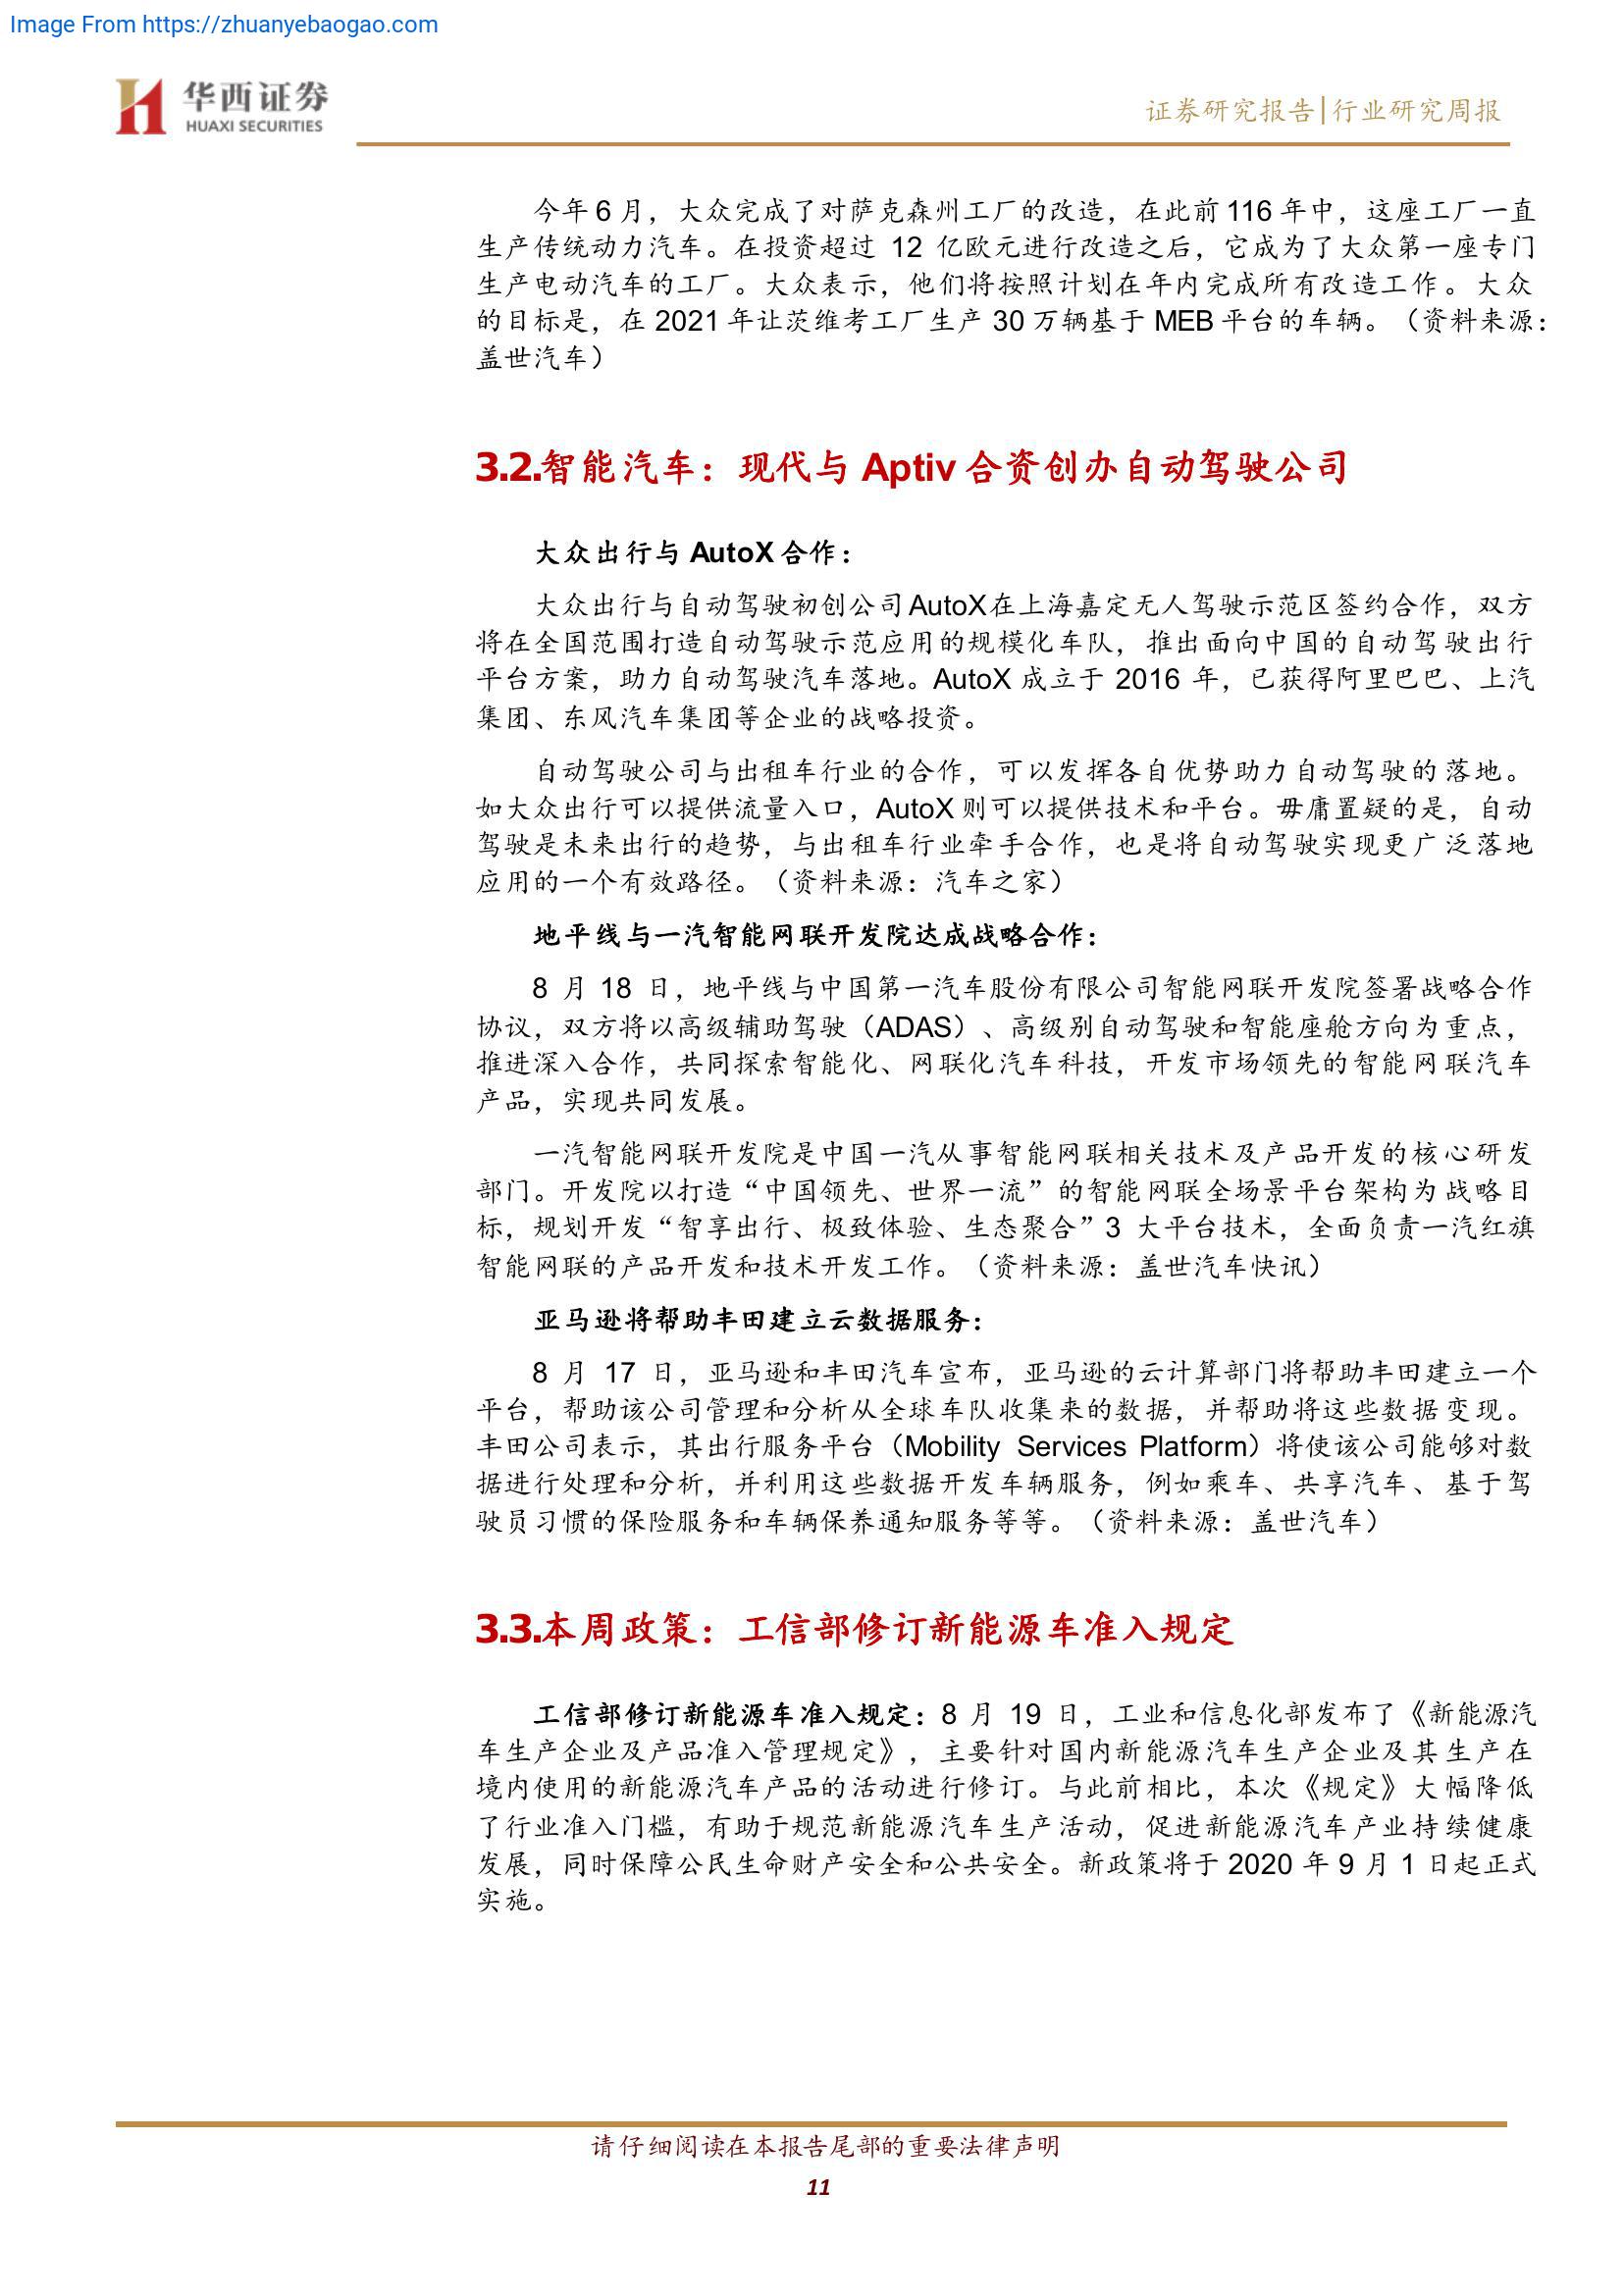 Image From https://zhuanyebaogao.com
华西证券
HUAXI SECURITIES
证券研究报告|行业研究周报
今年 6 月，大众完成了对萨克森州工厂的改造，在此前 116 年中，这座工厂一直
生产传统动力汽车。在投资超过 12 亿欧元进行改造之后，它成为了大众第一座专门
生产电动汽车的工厂。大众表示，他们将按照计划在年内完成所有改造工作。大众
的目标是，在 2021 年让茨维考工厂生产 30 万辆基于 MEB 平台的车辆。（资料来源：
盖世汽车）
3.2.智能汽车：现代与 Aptiv 合资创办自动驾驶公司
大众出行与 AutoX 合作：
大众出行与自动驾驶初创公司AutoX在上海嘉定无人驾驶示范区签约合作，双方
将在全国范围打造自动驾驶示范应用的规模化车队，推出面向中国的自动驾驶出行
平台方案，助力自动驾驶汽车落地。AutoX 成立于 2016 年，已获得阿里巴巴、上汽
集团、东风汽车集团等企业的战略投资。
自动驾驶公司与出租车行业的合作，可以发挥各自优势助力自动驾驶的落地。
如大众出行可以提供流量入口，AutoX 则可以提供技术和平台。毋庸置疑的是，自动
驾驶是未来出行的趋势，与出租车行业牵手合作，也是将自动驾驶实现更广泛落地
应用的一个有效路径。（资料来源：汽车之家）
地平线与一汽智能网联开发院达成战略合作：
8 月 18 日，地平线与中国第一汽车股份有限公司智能网联开发院签署战略合作
协议，双方将以高级辅助驾驶（ADAS）、高级别自动驾驶和智能座舱方向为重点，
推进深入合作，共同探索智能化、网联化汽车科技，开发市场领先的智能网联汽车
产品，实现共同发展。
一汽智能网联开发院是中国一汽从事智能网联相关技术及产品开发的核心研发
部门。开发院以打造“中国领先、世界一流”的智能网联全场景平台架构为战略目
标，规划开发“智享出行、极致体验、生态聚合”3 大平台技术，全面负责一汽红旗
智能网联的产品开发和技术开发工作。（资料来源：盖世汽车快讯）
亚马逊将帮助丰田建立云数据服务：
8 月 17 日，亚马逊和丰田汽车宣布，亚马逊的云计算部门将帮助丰田建立一个
平台，帮助该公司管理和分析从全球车队收集来的数据，并帮助将这些数据变现。
丰田公司表示，其出行服务平台（Mobility Services Platform）将使该公司能够对数
据进行处理和分析，并利用这些数据开发车辆服务，例如乘车、共享汽车、基于驾
驶员习惯的保险服务和车辆保养通知服务等等。（资料来源：盖世汽车）
3.3.本周政策：工信部修订新能源车准入规定
工信部修订新能源车准入规定：8 月 19 日，工业和信息化部发布了《新能源汽
车生产企业及产品准入管理规定》，主要针对国内新能源汽车生产企业及其生产在
境内使用的新能源汽车产品的活动进行修订。与此前相比，本次《规定》大幅降低
了行业准入门槛，有助于规范新能源汽车生产活动，促进新能源汽车产业持续健康
发展，同时保障公民生命财产安全和公共安全。新政策将于 2020 年 9 月 1 日起正式
实施。
请仔细阅读在本报告尾部的重要法律声明
11